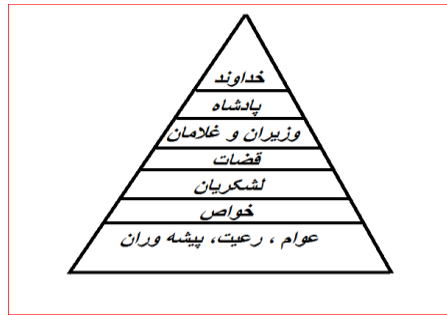 خداوند
پادشاه
وزیران و غلامان
قضات
لشکریان
خواص
عوام ، رعیت، پیشه وران